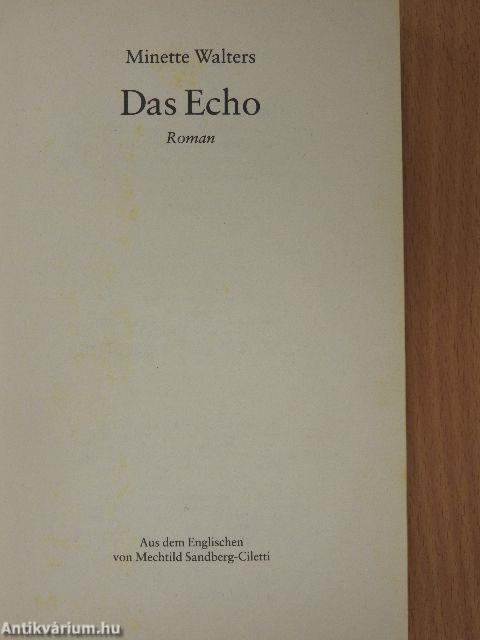 Minette Walters
Das Echo
Roman
Aus dem Englischen
von Mechtild Sandberg-Ciletti
Antikvárium.hu